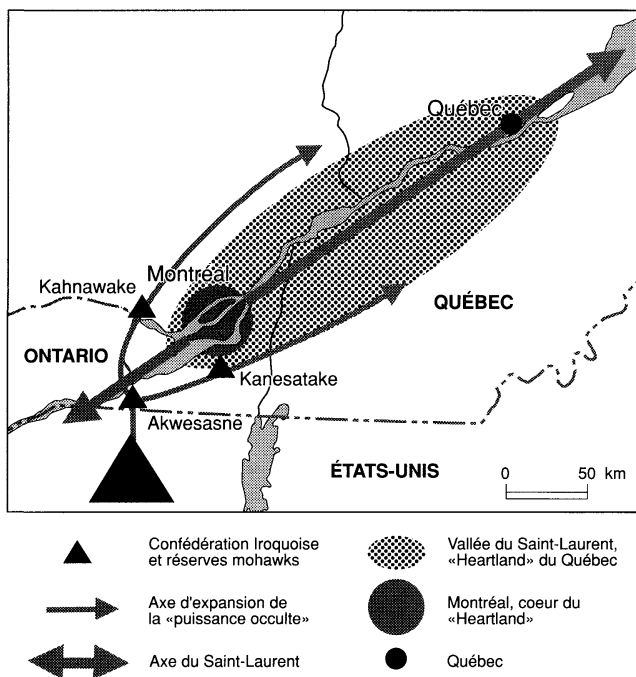 Québec
Kahnawake
Montréal
QUÉBEC
ONTARIO
Kanesatake
Akwesasne
ÉTATS-UNIS
0 50 km
Confédération Iroquoise
et réserves mohawks
Vallée du Saint-Laurent,
«Heartland» du Québec
Axe d'expansion de
la «puissance occulte»
Montréal, coeur du
«Heartland»
Axe du Saint-Laurent
Québec